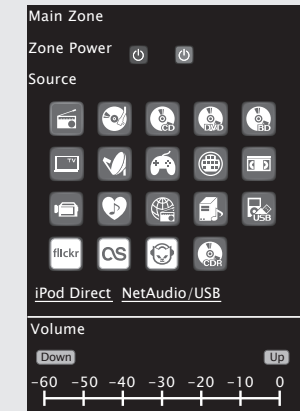 Main Zone
Zone Power
Source
CD DVD BD
TV
USB
flickr
CDR
iPod Direct NetAudio/USB
Volume
Down Up
-60 -50 -40 -30 -20 -10 0